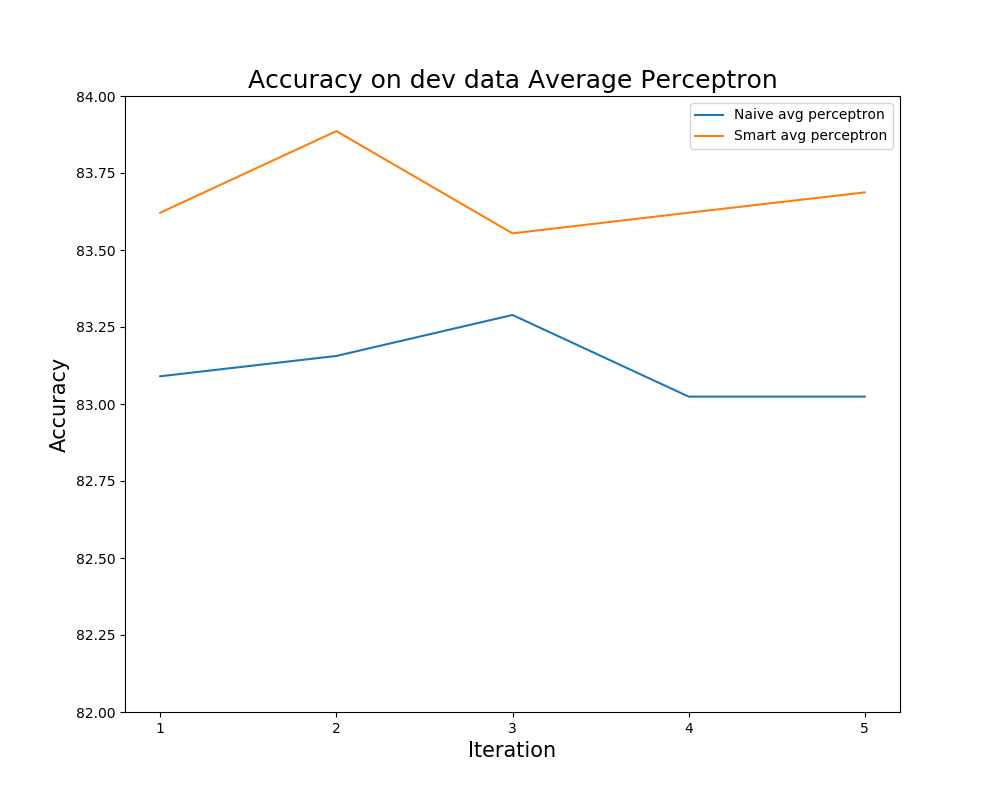 Accuracy on dev data Average Perceptron
Naive avg perceptron
Smart avg perceptron
84.00
83.75
83.50
83.25
83.00
82.75
82.50
82.25
82.00
Accuracy
1 2 3 4 5
Iteration